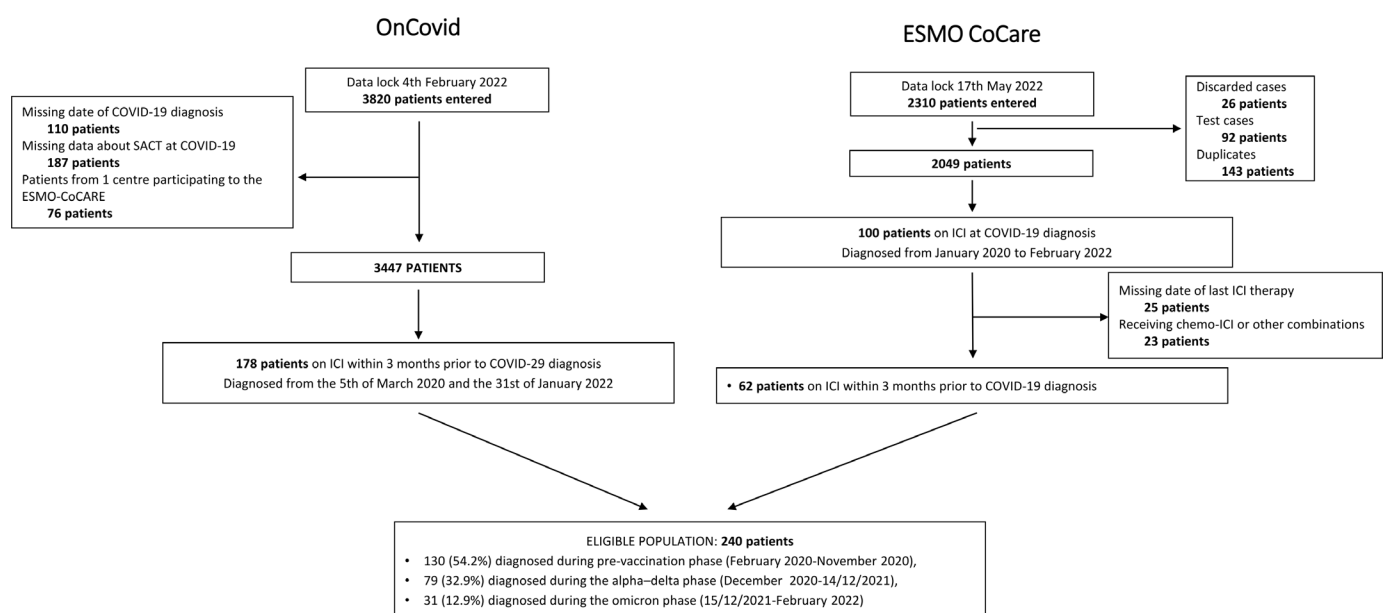 OnCovid
Data lock 4th February 2022
3820 patients entered
Missing date of COVID-19 diagnosis
110 patients
Missing data about SACT at COVID-19
187 patients
Patients from 1 centre participating to the
ESMO-CoCARE
76 patients
3447 PATIENTS
178 patients on ICI within 3 months prior to COVID-29 diagnosis
Diagnosed from the 5th of March 2020 and the 31st of January 2022
ESMO CoCare
Data lock 17th May 2022
2310 patients entered
Discarded cases
26 patients
Test cases
92 patients
Duplicates
143 patients
2049 patients
100 patients on ICI at COVID-19 diagnosis
Diagnosed from January 2020 to February 2022
Missing date of last ICI therapy
25 patients
Receiving chemo-ICI or other combinations
23 patients
• 62 patients on ICI within 3 months prior to COVID-19 diagnosis
ELIGIBLE POPULATION: 240 patients
• 130 (54.2%) diagnosed during pre-vaccination phase (February 2020-November 2020),
• 79 (32.9%) diagnosed during the alpha–delta phase (December 2020-14/12/2021),
• 31 (12.9%) diagnosed during the omicron phase (15/12/2021-February 2022)